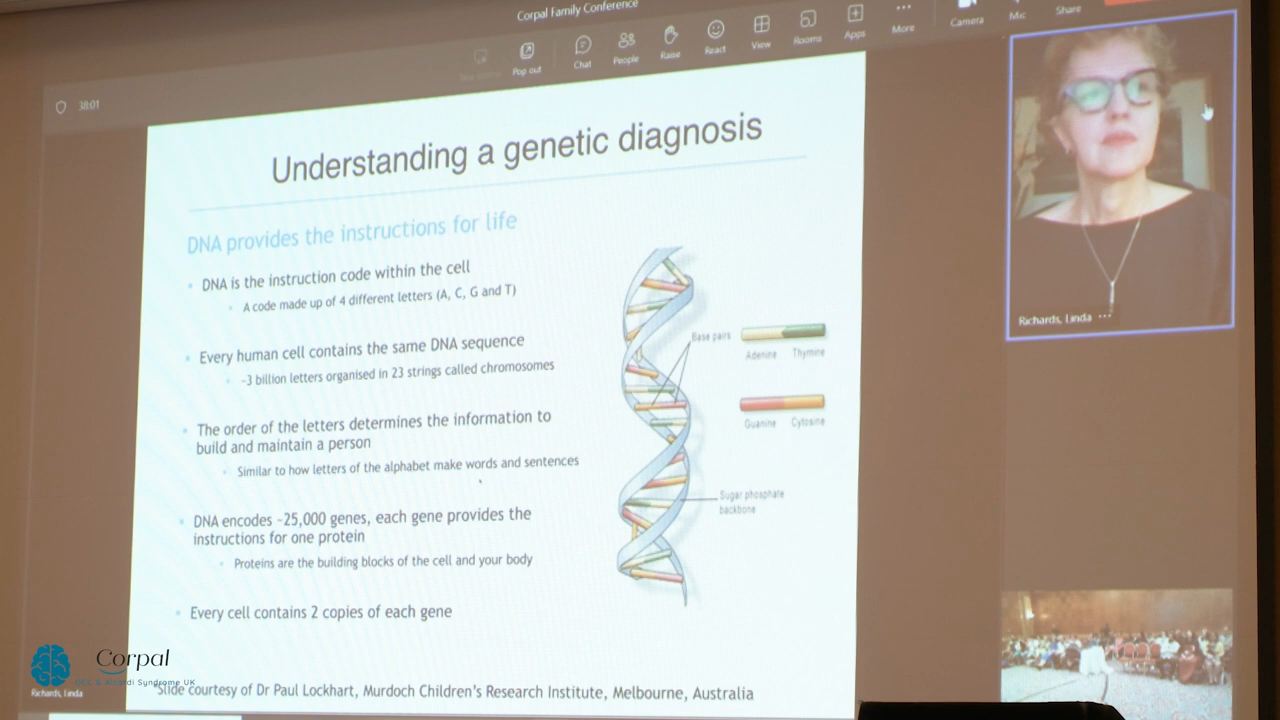 Corpal Family Conference
38:01
Pop out
Chat
People
Raise
React
View
Rooms
Apps
More
Camera
Mic
Share
Understanding a genetic diagnosis
DNA provides the instructions for life
DNA is the instruction code within the cell
A code made up of 4 different letters (A, C, G and T)
Every human cell contains the same DNA sequence
~3 billion letters organised in 23 strings called chromosomes
The order of the letters determines the information to
build and maintain a person
Similar to how letters of the alphabet make words and sentences
DNA encodes ~25,000 genes, each gene provides the
instructions for one protein
Proteins are the building blocks of the cell and your body
Every cell contains 2 copies of each gene
Base pairs
Adenine Thymine
Guanine Cytosine
Sugar phosphate
backbone
Richards, Linda
Corpal
ACC & Aicardi Syndrome UK
Richards, Linda
*Slide courtesy of Dr Paul Lockhart, Murdoch Children's Research Institute, Melbourne, Australia